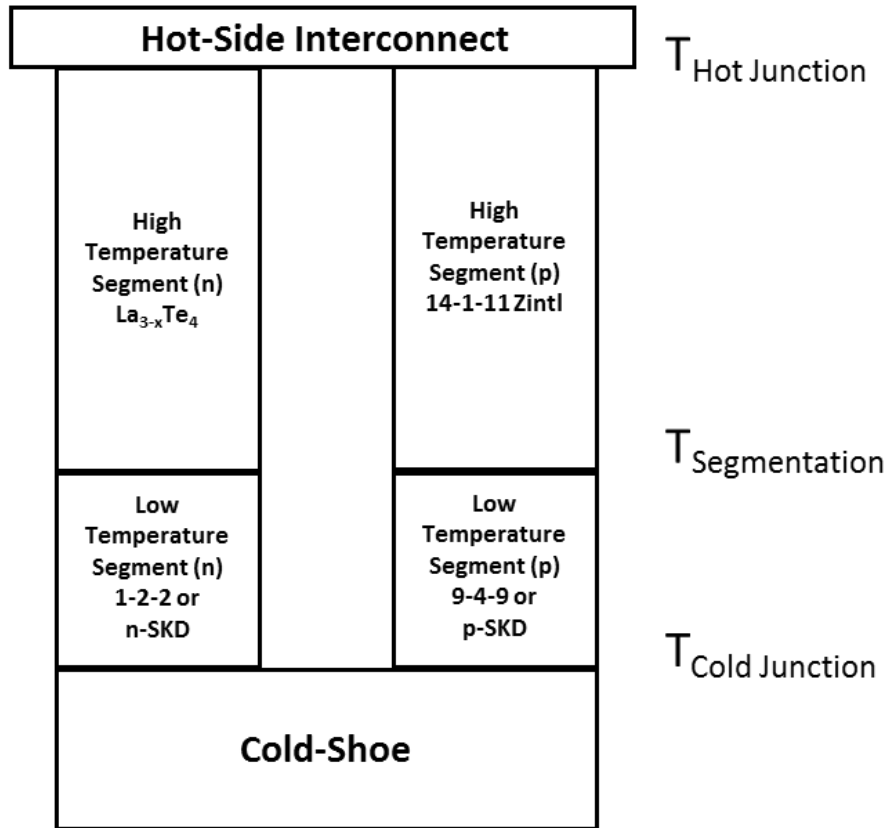 Hot-Side Interconnect
T Hot Junction
High
Temperature
Segment (n)
La3-xTe4
High
Temperature
Segment (p)
14-1-11 Zintl
T Segmentation
Low
Temperature
Segment (n)
1-2-2 or
n-SKD
Low
Temperature
Segment (p)
9-4-9 or
p-SKD
T Cold Junction
Cold-Shoe